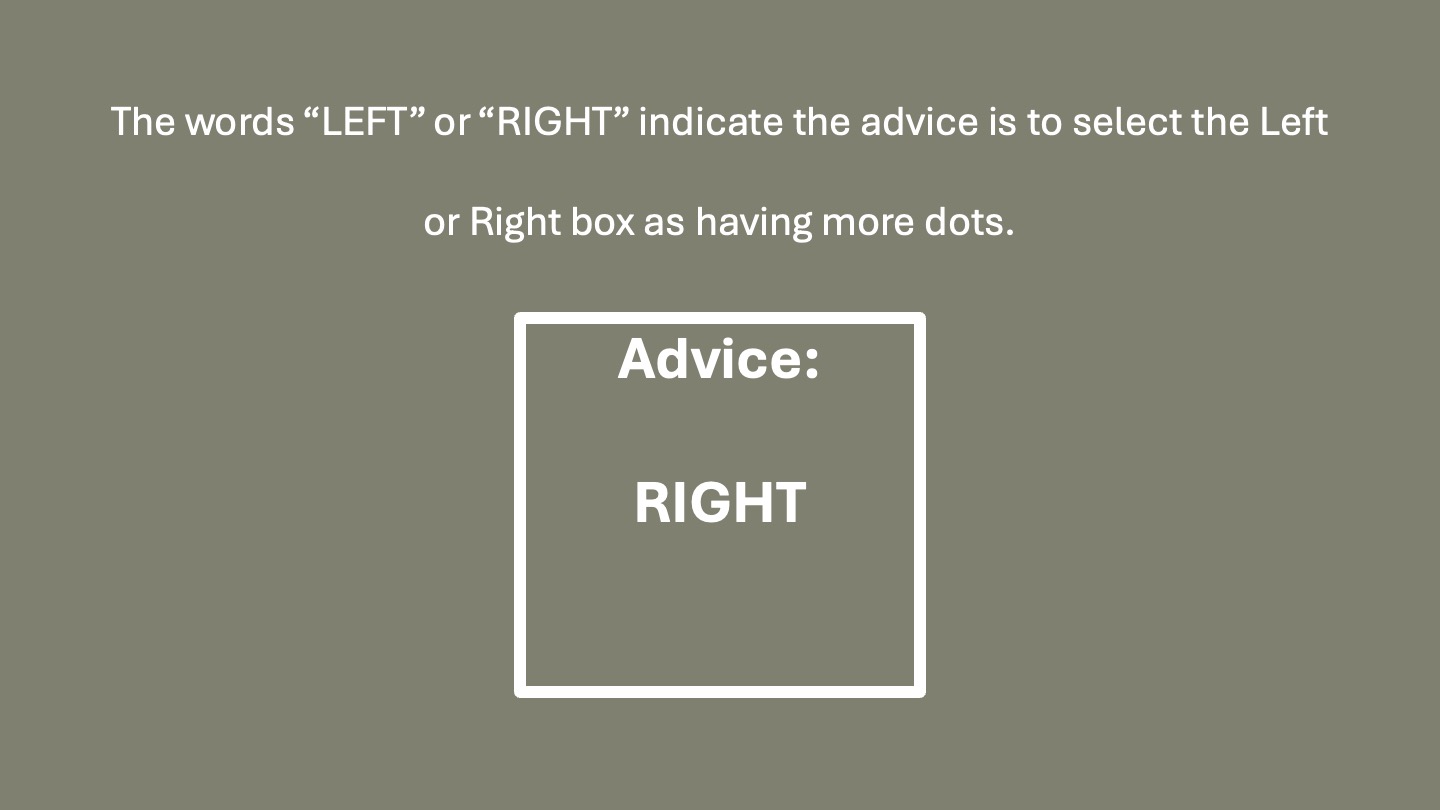 The words “LEFT” or “RIGHT” indicate the advice is to select the Left
or Right box as having more dots.
Advice:
RIGHT